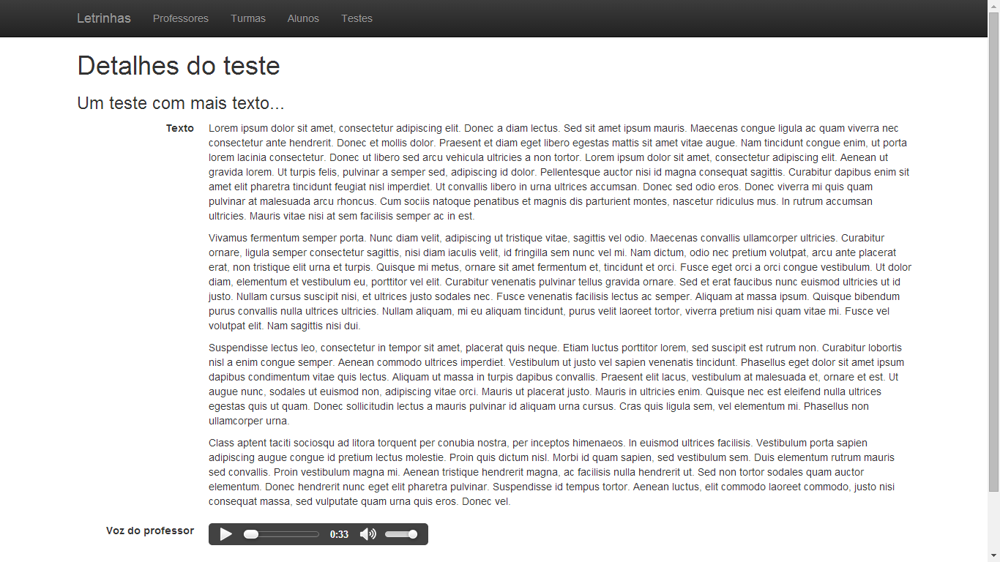 Letrinhas Professores Turmas Alunos Testes
Detalhes do teste
Um teste com mais texto...
Texto
Lorem ipsum dolor sit amet, consectetur adipiscing elit. Donec a diam lectus. Sed sit amet ipsum mauris. Maecenas congue ligula ac quam viverra nec
consectetur ante hendrerit. Donec et mollis dolor. Praesent et diam eget libero egestas mattis sit amet vitae augue. Nam tincidunt congue enim, ut porta
lorem lacinia consectetur. Donec ut libero sed arcu vehicula ultricies a non tortor. Lorem ipsum dolor sit amet, consectetur adipiscing elit. Aenean ut
gravida lorem. Ut turpis felis, pulvinar a semper sed, adipiscing id dolor. Pellentesque auctor nisi id magna consequat sagittis. Curabitur dapibus enim sit
amet elit pharetra tincidunt feugiat nisl imperdiet. Ut convallis libero in urna ultrices accumsan. Donec sed odio eros. Donec viverra mi quis quam
pulvinar at malesuada arcu rhoncus. Cum sociis natoque penatibus et magnis dis parturient montes, nascetur ridiculus mus. In rutrum accumsan
ultricies. Mauris vitae nisi at sem facilisis semper ac in est.
Vivamus fermentum semper porta. Nunc diam velit, adipiscing ut tristique vitae, sagittis vel odio. Maecenas convallis ullamcorper ultricies. Curabitur
ornare, ligula semper consectetur sagittis, nisi diam iaculis velit, id fringilla sem nunc vel mi. Nam dictum, odio nec pretium volutpat, arcu ante placerat
erat, non tristique elit urna et turpis. Quisque mi metus, ornare sit amet fermentum et, tincidunt et orci. Fusce eget orci a orci congue vestibulum. Ut dolor
diam, elementum et vestibulum eu, porttitor vel elit. Curabitur venenatis pulvinar tellus gravida ornare. Sed et erat faucibus nunc euismod ultricies ut id
justo. Nullam cursus suscipit nisi, et ultrices justo sodales nec. Fusce venenatis facilisis lectus ac semper. Aliquam at massa ipsum. Quisque bibendum
purus convallis nulla ultrices ultricies. Nullam aliquam, mi eu aliquam tincidunt, purus velit laoreet tortor, viverra pretium nisi quam vitae mi. Fusce vel
volutpat elit. Nam sagittis nisi dui.
Suspendisse lectus leo, consectetur in tempor sit amet, placerat quis neque. Etiam luctus porttitor lorem, sed suscipit est rutrum non. Curabitur lobortis
nisl a enim congue semper. Aenean commodo ultrices imperdiet. Vestibulum ut justo vel sapien venenatis tincidunt. Phasellus eget dolor sit amet ipsum
dapibus condimentum vitae quis lectus. Aliquam ut massa in turpis dapibus convallis. Praesent elit lacus, vestibulum at malesuada et, ornare et est. Ut
augue nunc, sodales ut euismod non, adipiscing vitae orci. Mauris ut placerat justo. Mauris in ultricies enim. Quisque nec est eleifend nulla ultrices
egestas quis ut quam. Donec sollicitudin lectus a mauris pulvinar id aliquam urna cursus. Cras quis ligula sem, vel elementum mi. Phasellus non
ullamcorper urna.
Class aptent taciti sociosqu ad litora torquent per conubia nostra, per inceptos himenaeos. In euismod ultrices facilisis. Vestibulum porta sapien
adipiscing augue congue id pretium lectus molestie. Proin quis dictum nisl. Morbi id quam sapien, sed vestibulum sem. Duis elementum rutrum mauris
sed convallis. Proin vestibulum magna mi. Aenean tristique hendrerit magna, ac facilisis nulla hendrerit ut. Sed non tortor sodales quam auctor
elementum. Donec hendrerit nunc eget elit pharetra pulvinar. Suspendisse id tempus tortor. Aenean luctus, elit commodo laoreet commodo, justo nisi
consequat massa, sed vulputate quam urna quis eros. Donec vel.
Voz do professor 0:33